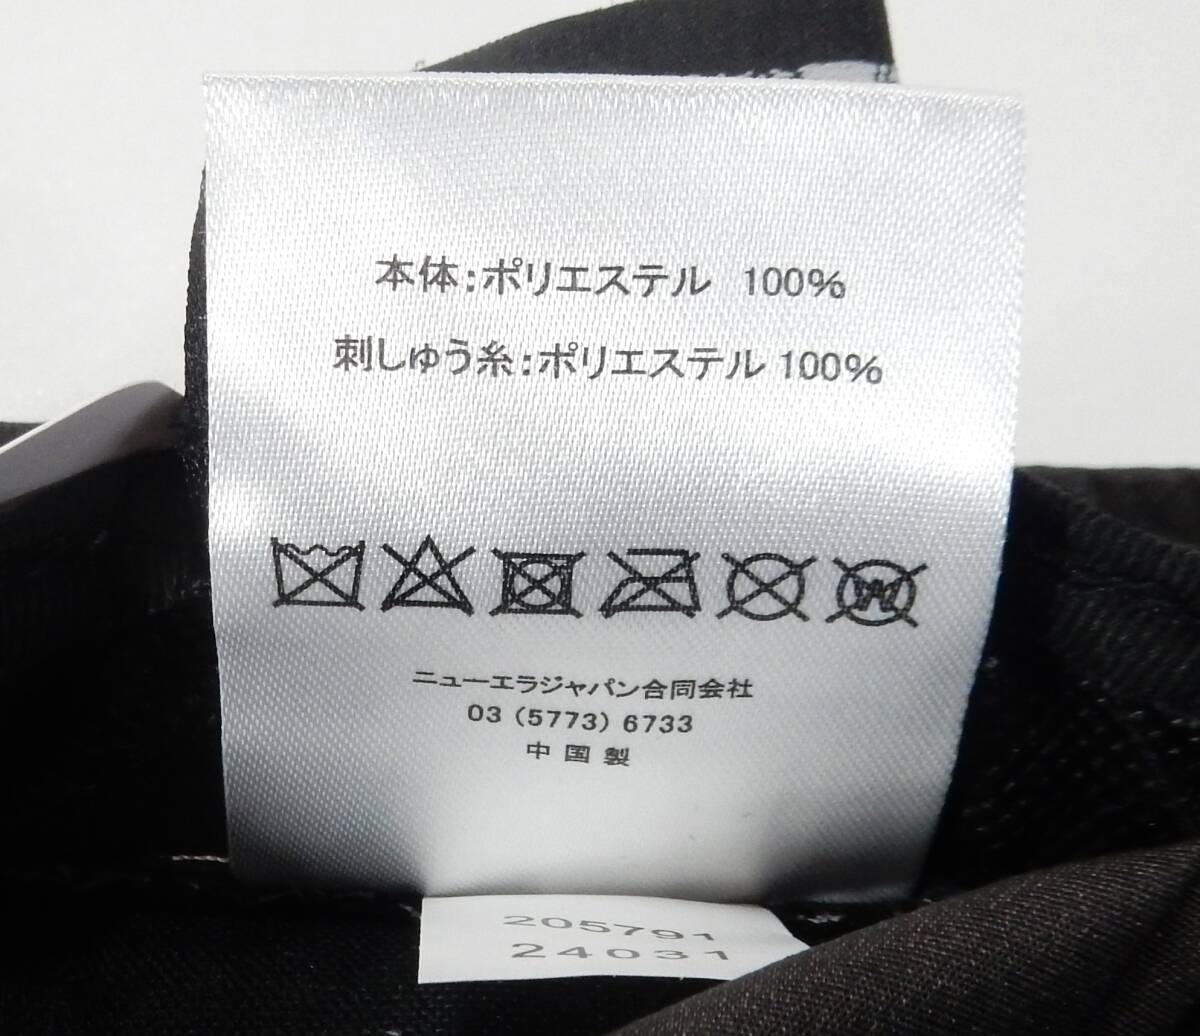 本体:ポリエステル 100%
刺しゅう糸:ポリエステル 100%
ニューエラジャパン合同会社
03 (5773) 6733
中国製
205791
24031